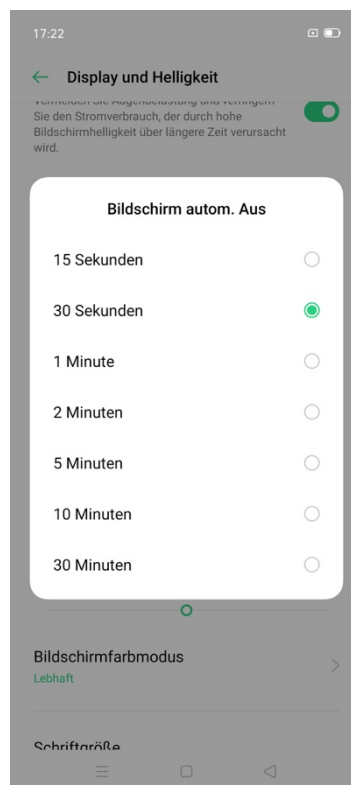 17:22
Display und Helligkeit
Vermeiden Sie Augenbelastung und verringern
Sie den Stromverbrauch, der durch hohe
Bildschirmhelligkeit über längere Zeit verursacht
wird.
Bildschirm autom. Aus
15 Sekunden
30 Sekunden
1 Minute
2 Minuten
5 Minuten
10 Minuten
30 Minuten
Bildschirmfarbmodus
Lebhaft
Schriftgröße